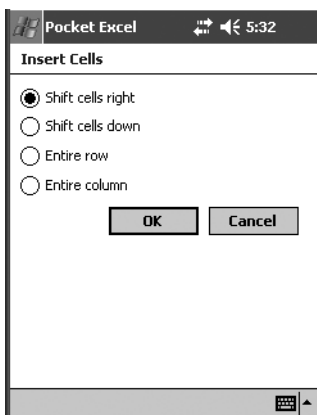 Pocket Excel 5:32
Insert Cells
Shift cells right
Shift cells down
Entire row
Entire column
OK Cancel